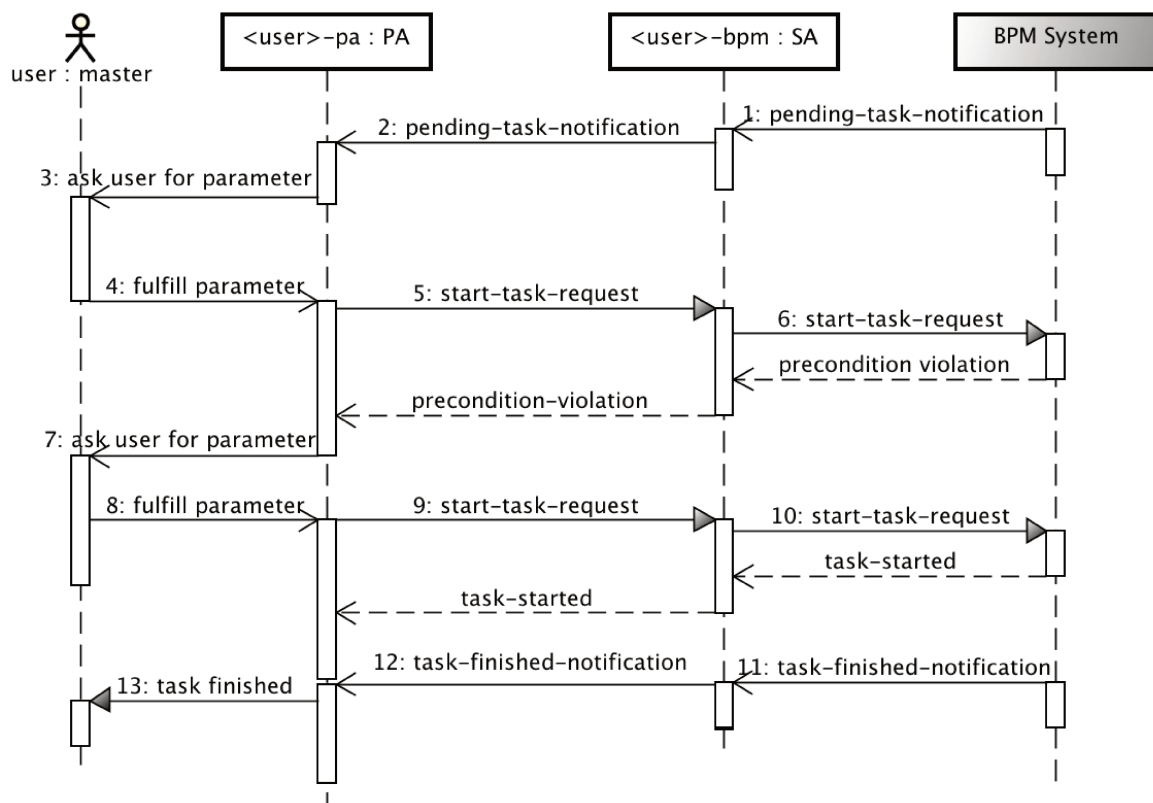 <user>-pa : PA
<user>-bpm : SA
BPM System
user : master
1: pending-task-notification
2: pending-task-notification
3: ask user for parameter
4: fulfill parameter
5: start-task-request
6: start-task-request
precondition violation
precondition-violation
7: ask user for parameter
8: fulfill parameter
9: start-task-request
10: start-task-request
task-started
task-started
12: task-finished-notification
11: task-finished-notification
13: task finished